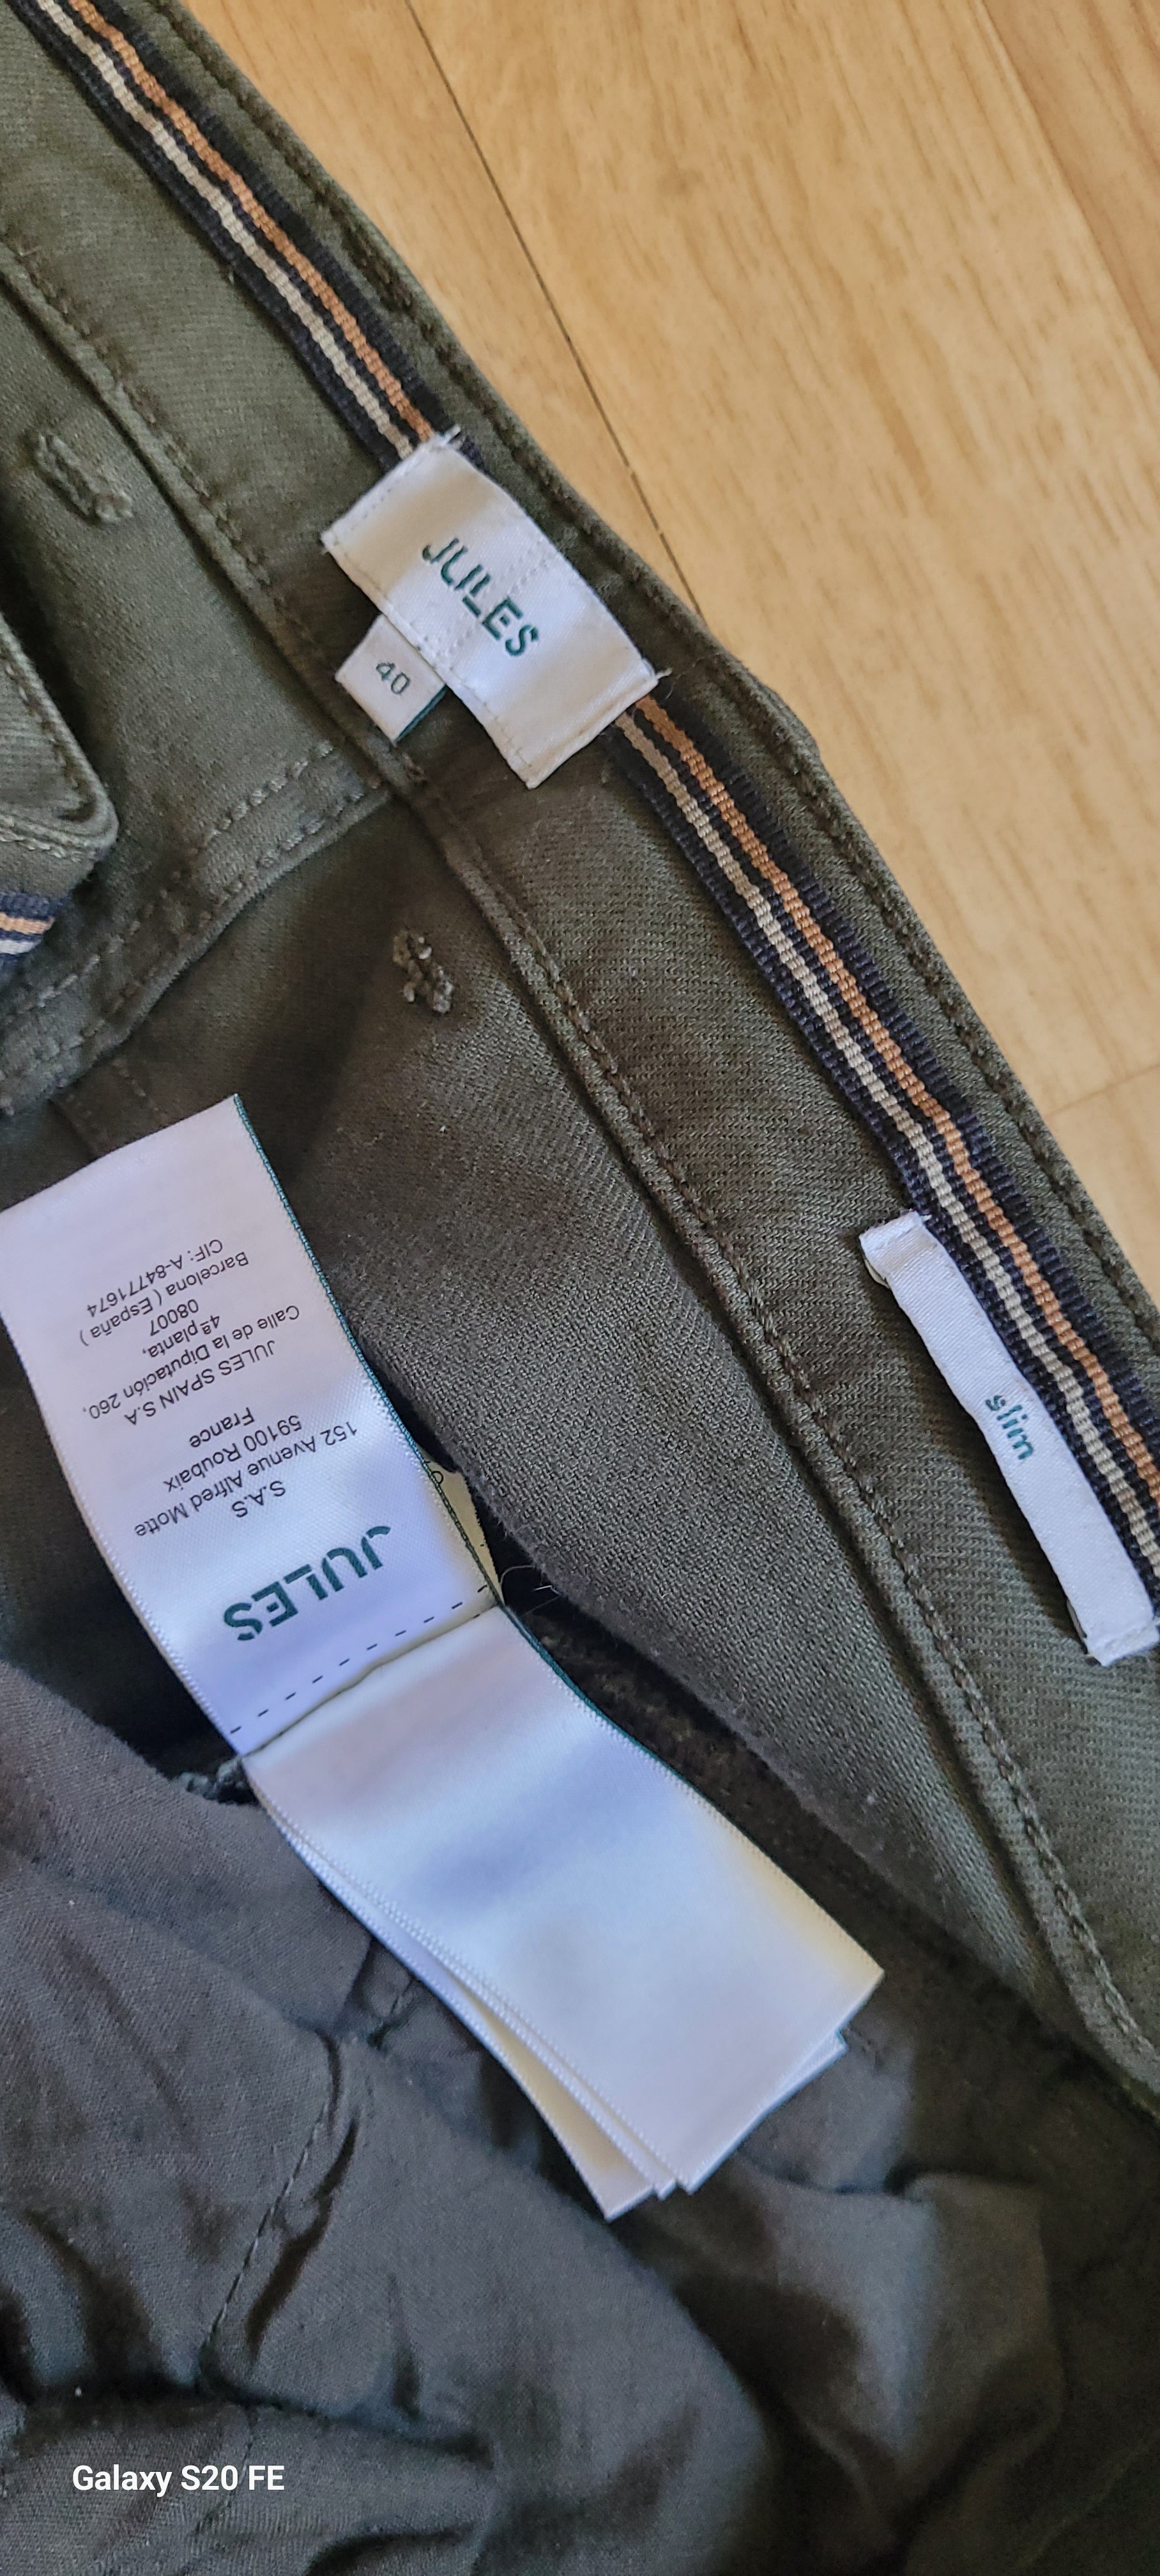 JULES
40
slim
JULES
S.A.S
152 Avenue Alfred Motte
59100 Roubaix
France
JULES SPAIN S.A
Calle de la Diputación 260,
4ª planta,
08007
Barcelona ( España )
CIF: A-84771674
Galaxy S20 FE